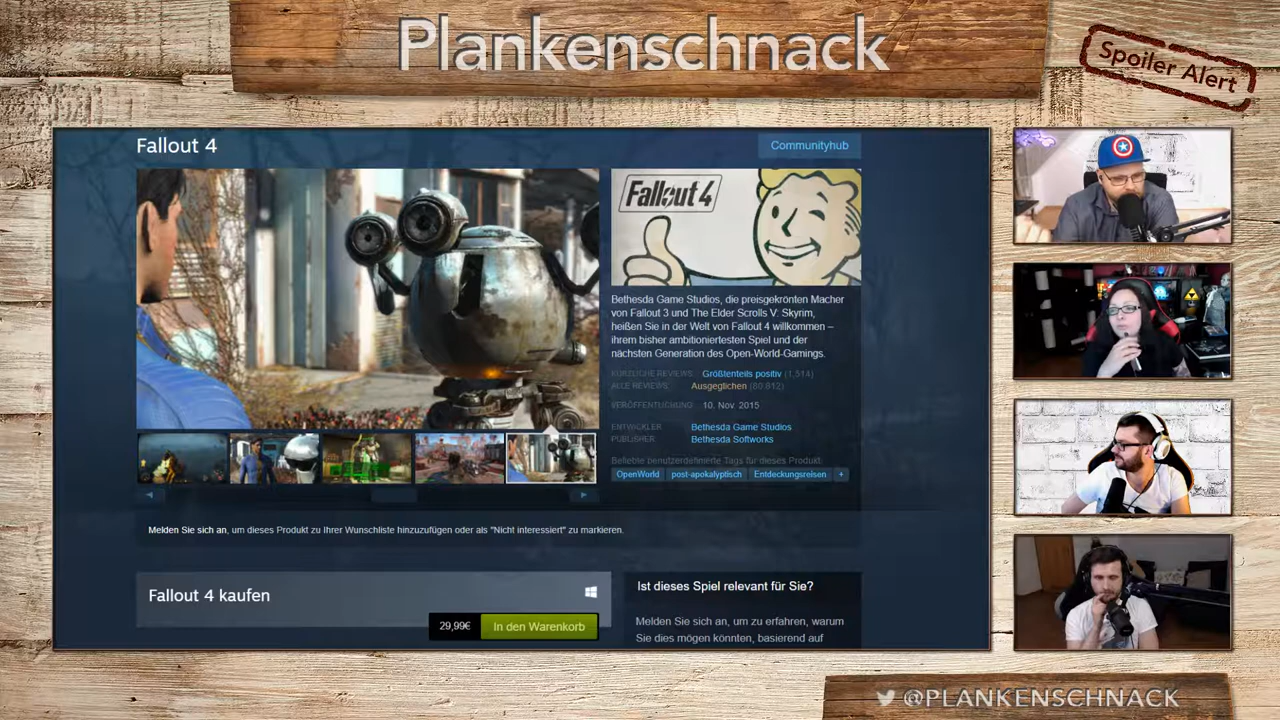 Plankenschnack
Spoiler Alert
Fallout 4
Communityhub
Fallout 4
Bethesda Game Studios, die preisgekrönten Macher
von Fallout 3 und The Elder Scrolls V: Skyrim,
heißen Sie in der Welt von Fallout 4 willkommen –
ihrem bisher ambitioniertesten Spiel und der
nächsten Generation des Open-World-Gamings.
KÜRZLICHE REVIEWS: Größtenteils positiv (1,514)
ALLE REVIEWS: Ausgeglichen (80,812)
VERÖFFENTLICHUNG: 10. Nov. 2015
ENTWICKLER: Bethesda Game Studios
PUBLISHER: Bethesda Softworks
Beliebte benutzerdefinierte Tags für dieses Produkt:
OpenWorld post-apokalyptisch Entdeckungsreisen +
Melden Sie sich an, um dieses Produkt zu Ihrer Wunschliste hinzuzufügen oder als "Nicht interessiert" zu markieren.
Fallout 4 kaufen
29,99€ In den Warenkorb
Ist dieses Spiel relevant für Sie?
Melden Sie sich an, um zu erfahren, warum
Sie dies mögen könnten, basierend auf
@PLANKENSCHNACK